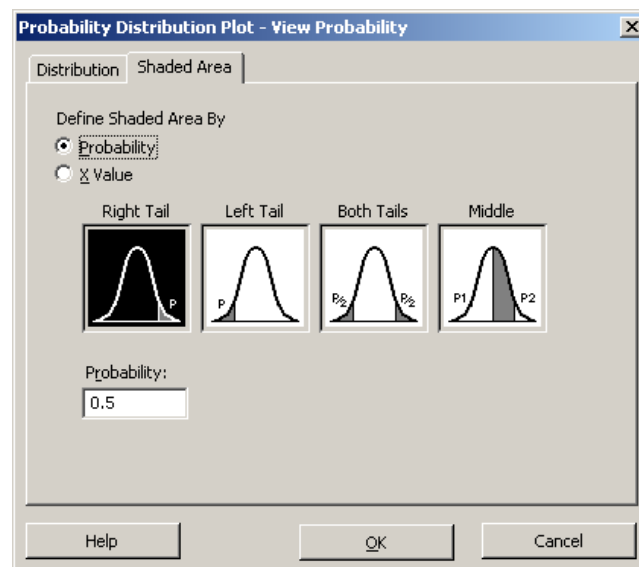 Probability Distribution Plot - View Probability
Distribution Shaded Area
Define Shaded Area By
Probability
X Value
Right Tail Left Tail Both Tails Middle
P P P/2 P/2 P1 P2
Probability:
0.5
Help OK Cancel